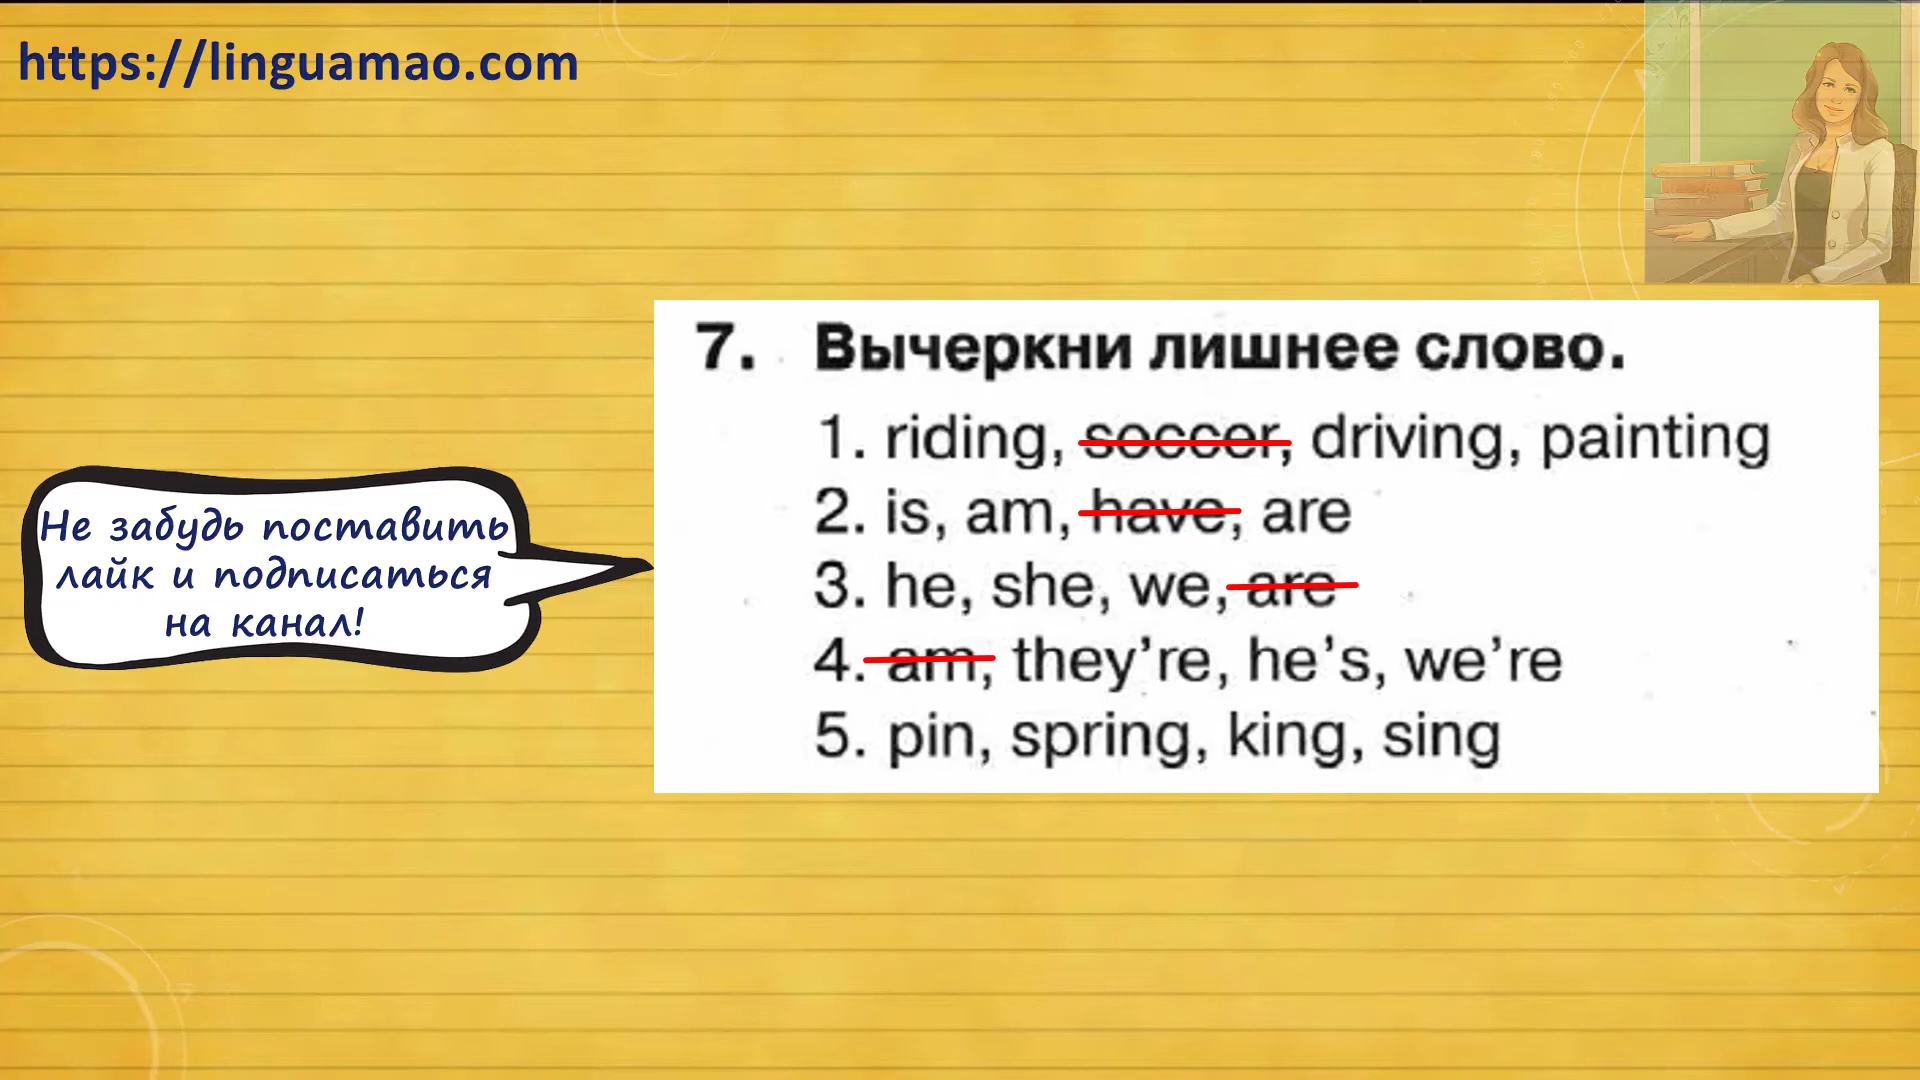 https://linguamao.com
Не забудь поставить
лайк и подписаться
на канал!
7. Вычеркни лишнее слово.
1. riding, soccer, driving, painting
2. is, am, have, are
3. he, she, we, are
4. am, they’re, he’s, we’re
5. pin, spring, king, sing